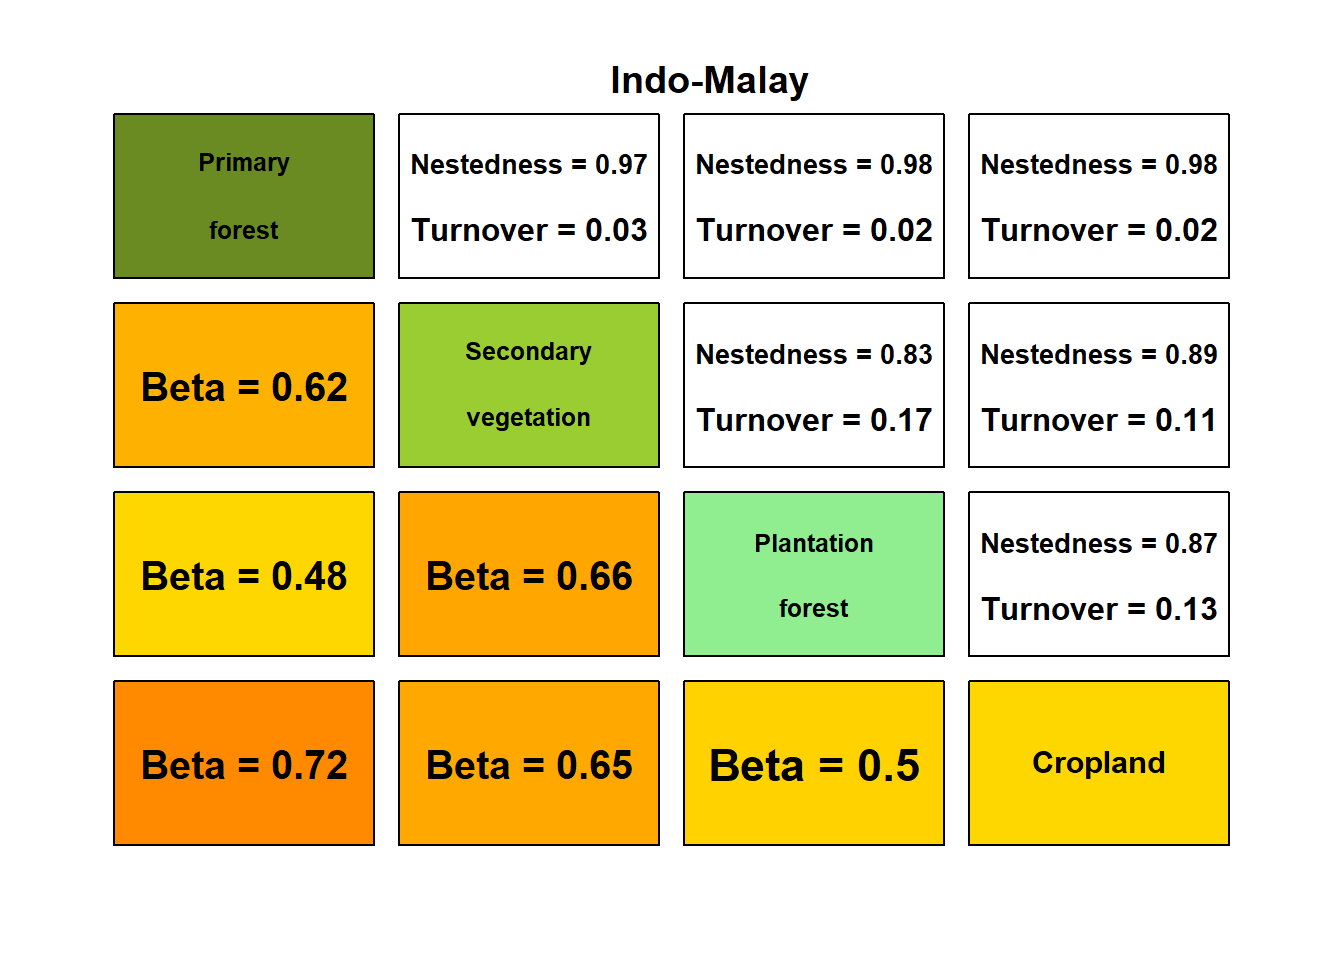 Indo-Malay
Primary
forest
Nestedness = 0.97
Turnover = 0.03
Nestedness = 0.98
Turnover = 0.02
Nestedness = 0.98
Turnover = 0.02
Beta = 0.62
Secondary
vegetation
Nestedness = 0.83
Turnover = 0.17
Nestedness = 0.89
Turnover = 0.11
Beta = 0.48
Beta = 0.66
Plantation
forest
Nestedness = 0.87
Turnover = 0.13
Beta = 0.72
Beta = 0.65
Beta = 0.5
Cropland